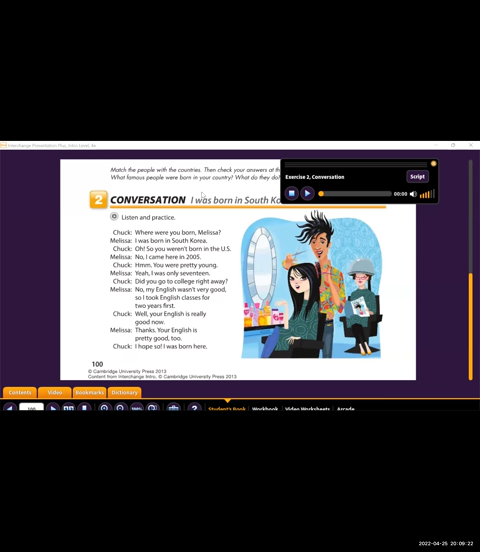 Interchange Presentation Plus, Intro Level, 4e
Match the people with the countries. Then check your answers at th
What famous people were born in your country? What do they do?
Exercise 2, Conversation
Script
00:00
2 CONVERSATION I was born in South Ko
Listen and practice.
Chuck: Where were you born, Melissa?
Melissa: I was born in South Korea.
Chuck: Oh! So you weren't born in the U.S.
Melissa: No, I came here in 2005.
Chuck: Hmm. You were pretty young.
Melissa: Yeah, I was only seventeen.
Chuck: Did you go to college right away?
Melissa: No, my English wasn't very good,
so I took English classes for
two years first.
Chuck: Well, your English is really
good now.
Melissa: Thanks. Your English is
pretty good, too.
Chuck: I hope so! I was born here.
100
© Cambridge University Press 2013
Content from Interchange Intro, © Cambridge University Press 2013
Contents Video Bookmarks Dictionary
100 100% ? Student's Book Workbook Video Worksheets Arcade
2022-04-25 20:09:22